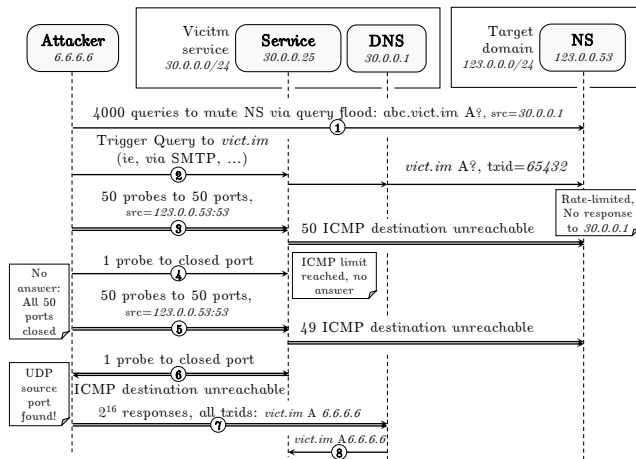 Attacker
6.6.6.6
Vicitm
service
30.0.0.0/24
Service
30.0.0.25
DNS
30.0.0.1
Target
domain
123.0.0.0/24
NS
123.0.0.53
4000 queries to mute NS via query flood: abc.vict.im A?, src=30.0.0.1
1
Trigger Query to vict.im
(ie, via SMTP, ...)
2
vict.im A?, txid=65432
50 probes to 50 ports,
src=123.0.0.53:53
3
Rate-limited,
No response
to 30.0.0.1
50 ICMP destination unreachable
1 probe to closed port
4
ICMP limit
reached, no
answer
No
answer:
All 50
ports
closed
50 probes to 50 ports,
src=123.0.0.53:53
5
49 ICMP destination unreachable
1 probe to closed port
6
ICMP destination unreachable
UDP
source
port
found!
2^16 responses, all txids: vict.im A 6.6.6.6
7
vict.im A6.6.6.6
8